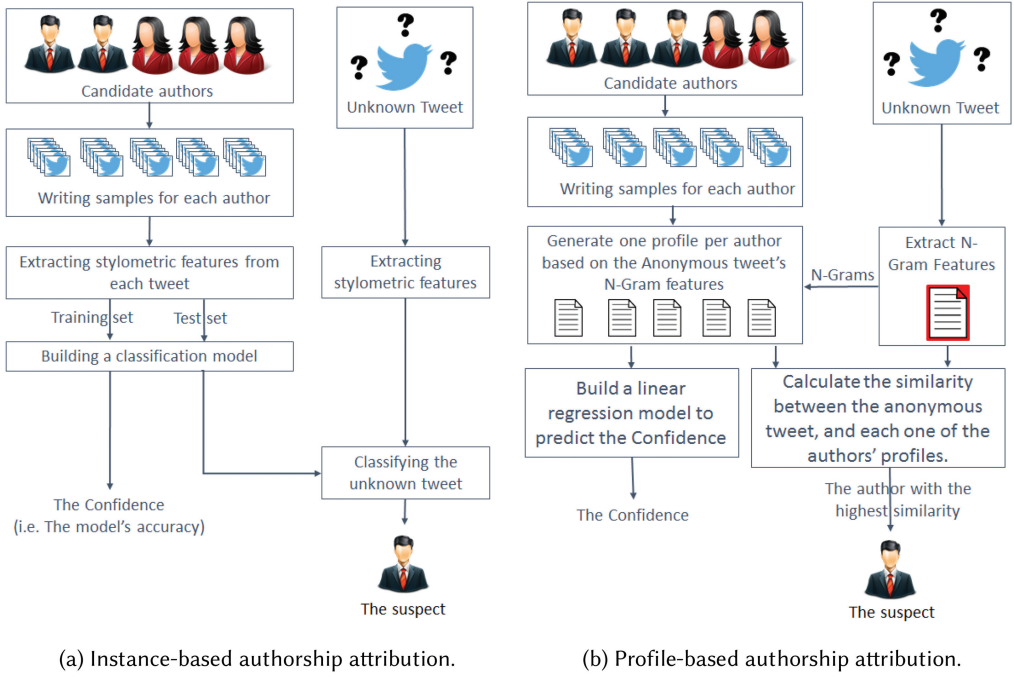 ?
? ?
Candidate authors
Unknown Tweet
Writing samples for each author
Extracting stylometric features from
each tweet
Extracting
stylometric features
Training set
Test set
Building a classification model
Classifying the
unknown tweet
The Confidence
(i.e. The model's accuracy)
The suspect
(a) Instance-based authorship attribution.
?
? ?
Candidate authors
Unknown Tweet
Writing samples for each author
Generate one profile per author
based on the Anonymous tweet's
N-Gram features
N-Grams
Extract N-
Gram Features
Build a linear
regression model to
predict the Confidence
Calculate the similarity
between the anonymous
tweet, and each one of the
authors' profiles.
The Confidence
The author with the
highest similarity
The suspect
(b) Profile-based authorship attribution.